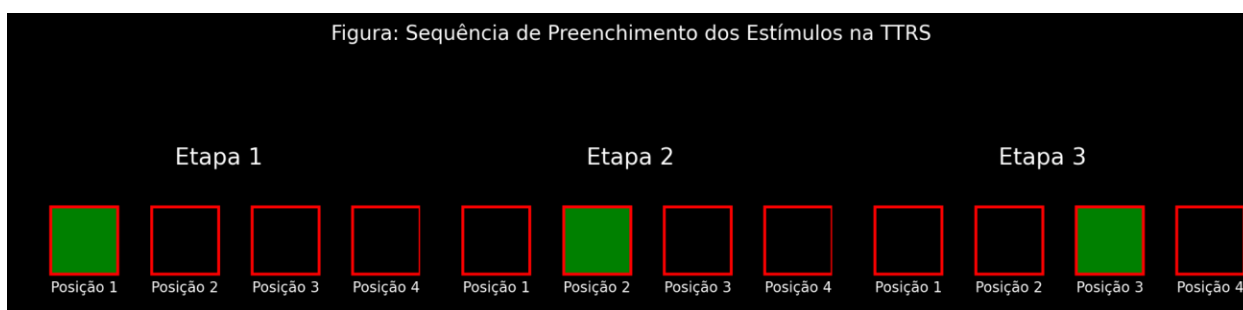 Figura: Sequência de Preenchimento dos Estímulos na TTRS
Etapa 1
Etapa 2
Etapa 3
Posição 1 Posição 2 Posição 3 Posição 4 Posição 1 Posição 2 Posição 3 Posição 4 Posição 1 Posição 2 Posição 3 Posição 4